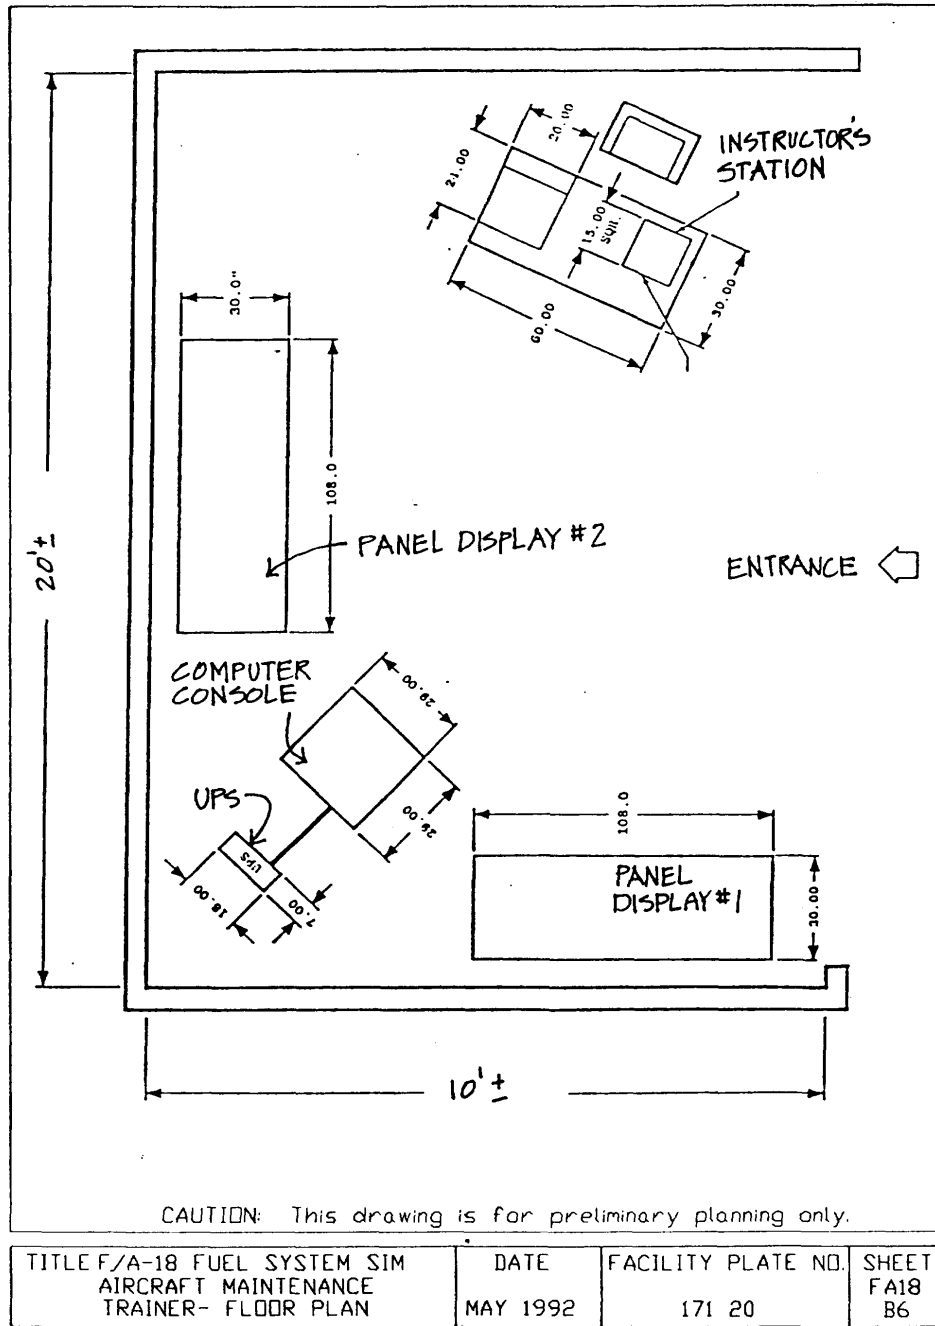 20.00
21.00
INSTRUCTOR'S
STATION
15.00
SQR.
30.00
60.00
30.0"
108.0
20'±
PANEL DISPLAY #2
ENTRANCE
COMPUTER
CONSOLE
29.00
29.00
UPS
UPS
18.00
7.00
108.0
PANEL
DISPLAY #1
30.00
10'±
CAUTION: This drawing is for preliminary planning only.
TITLE F/A-18 FUEL SYSTEM SIM
AIRCRAFT MAINTENANCE
TRAINER- FLOOR PLAN
DATE
MAY 1992
FACILITY PLATE NO.
171 20
SHEET
FA18
B6